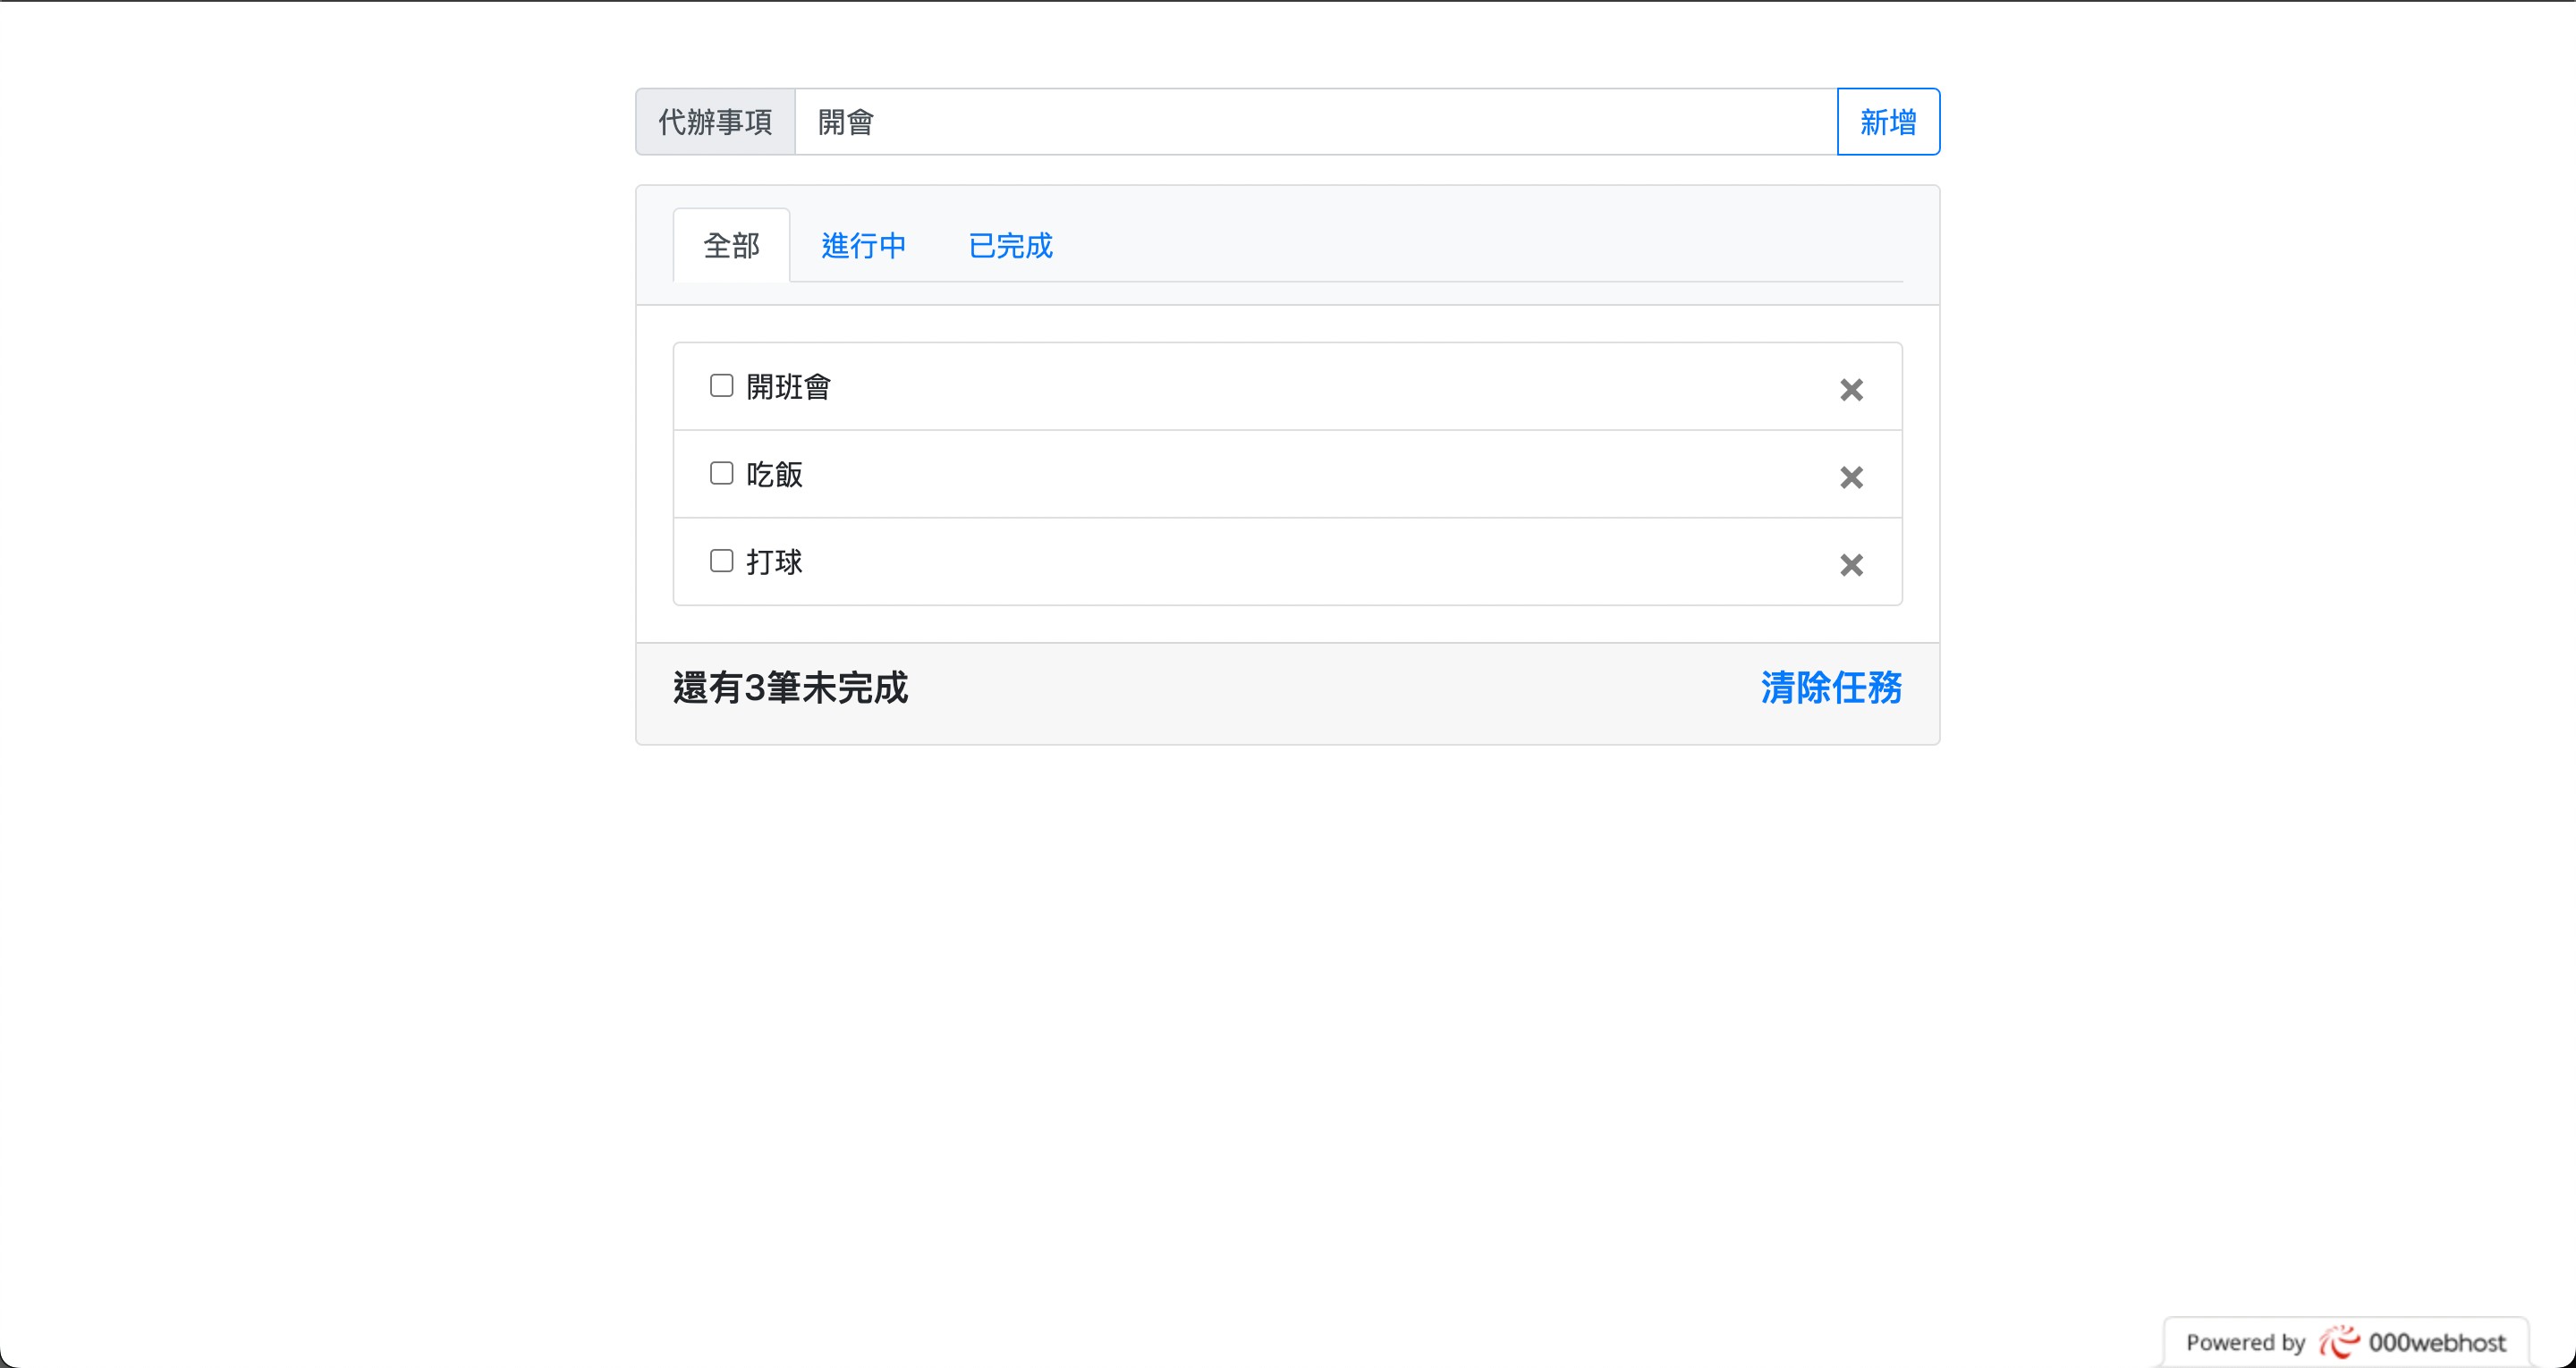 代辦事項 開會 新增
全部 進行中 已完成
開班會
吃飯
打球
還有3筆未完成 清除任務
Powered by 000webhost